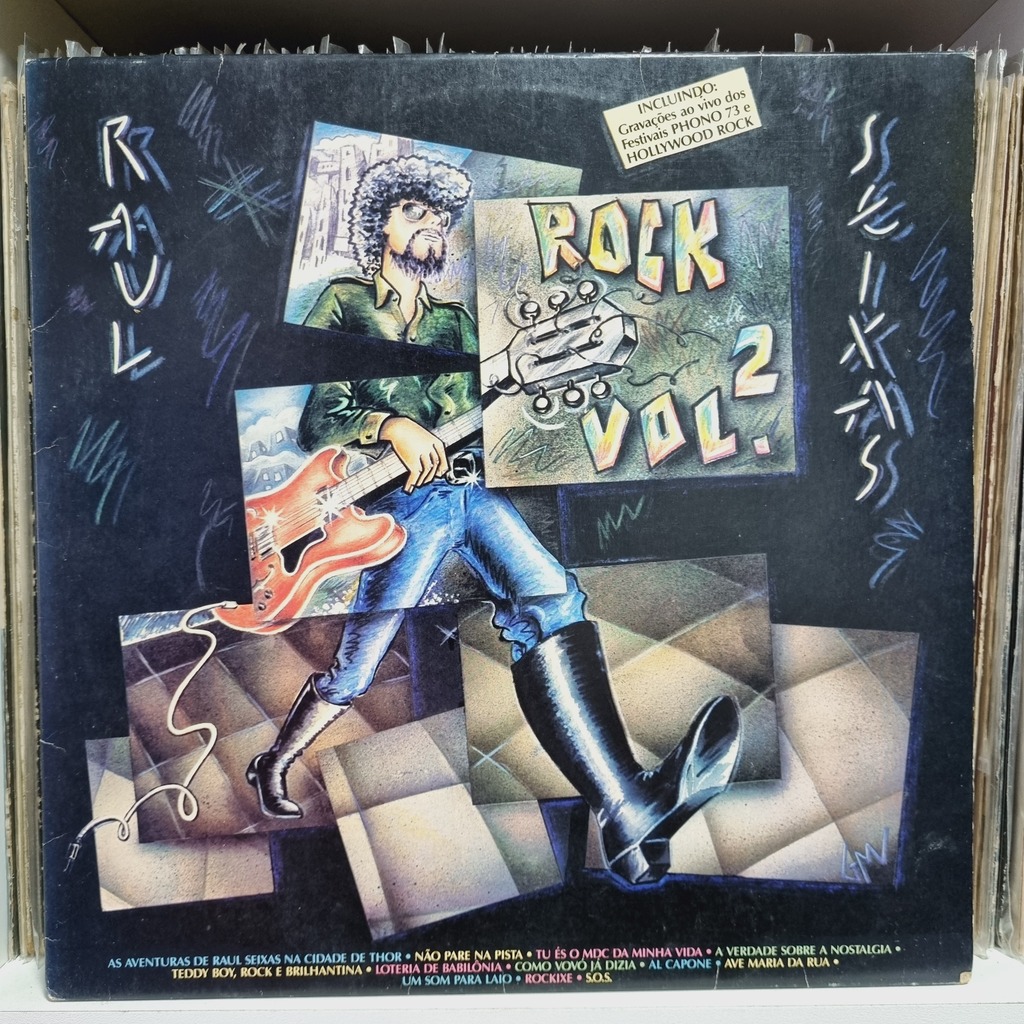 RAUL
SEIXAS
INCLUINDO:
Gravações ao vivo dos
Festivais PHONO 73 e
HOLLYWOOD ROCK
ROCK
VOL. 2
GMV
AS AVENTURAS DE RAUL SEIXAS NA CIDADE DE THOR • NÃO PARE NA PISTA • TU ÉS O MDC DA MINHA VIDA • A VERDADE SOBRE A NOSTALGIA •
TEDDY BOY, ROCK E BRILHANTINA • LOTERIA DE BABILÔNIA • COMO VOVÓ JÁ DIZIA • AL CAPONE • AVE MARIA DA RUA •
UM SOM PARA LAIO • ROCKIXE • S.O.S.